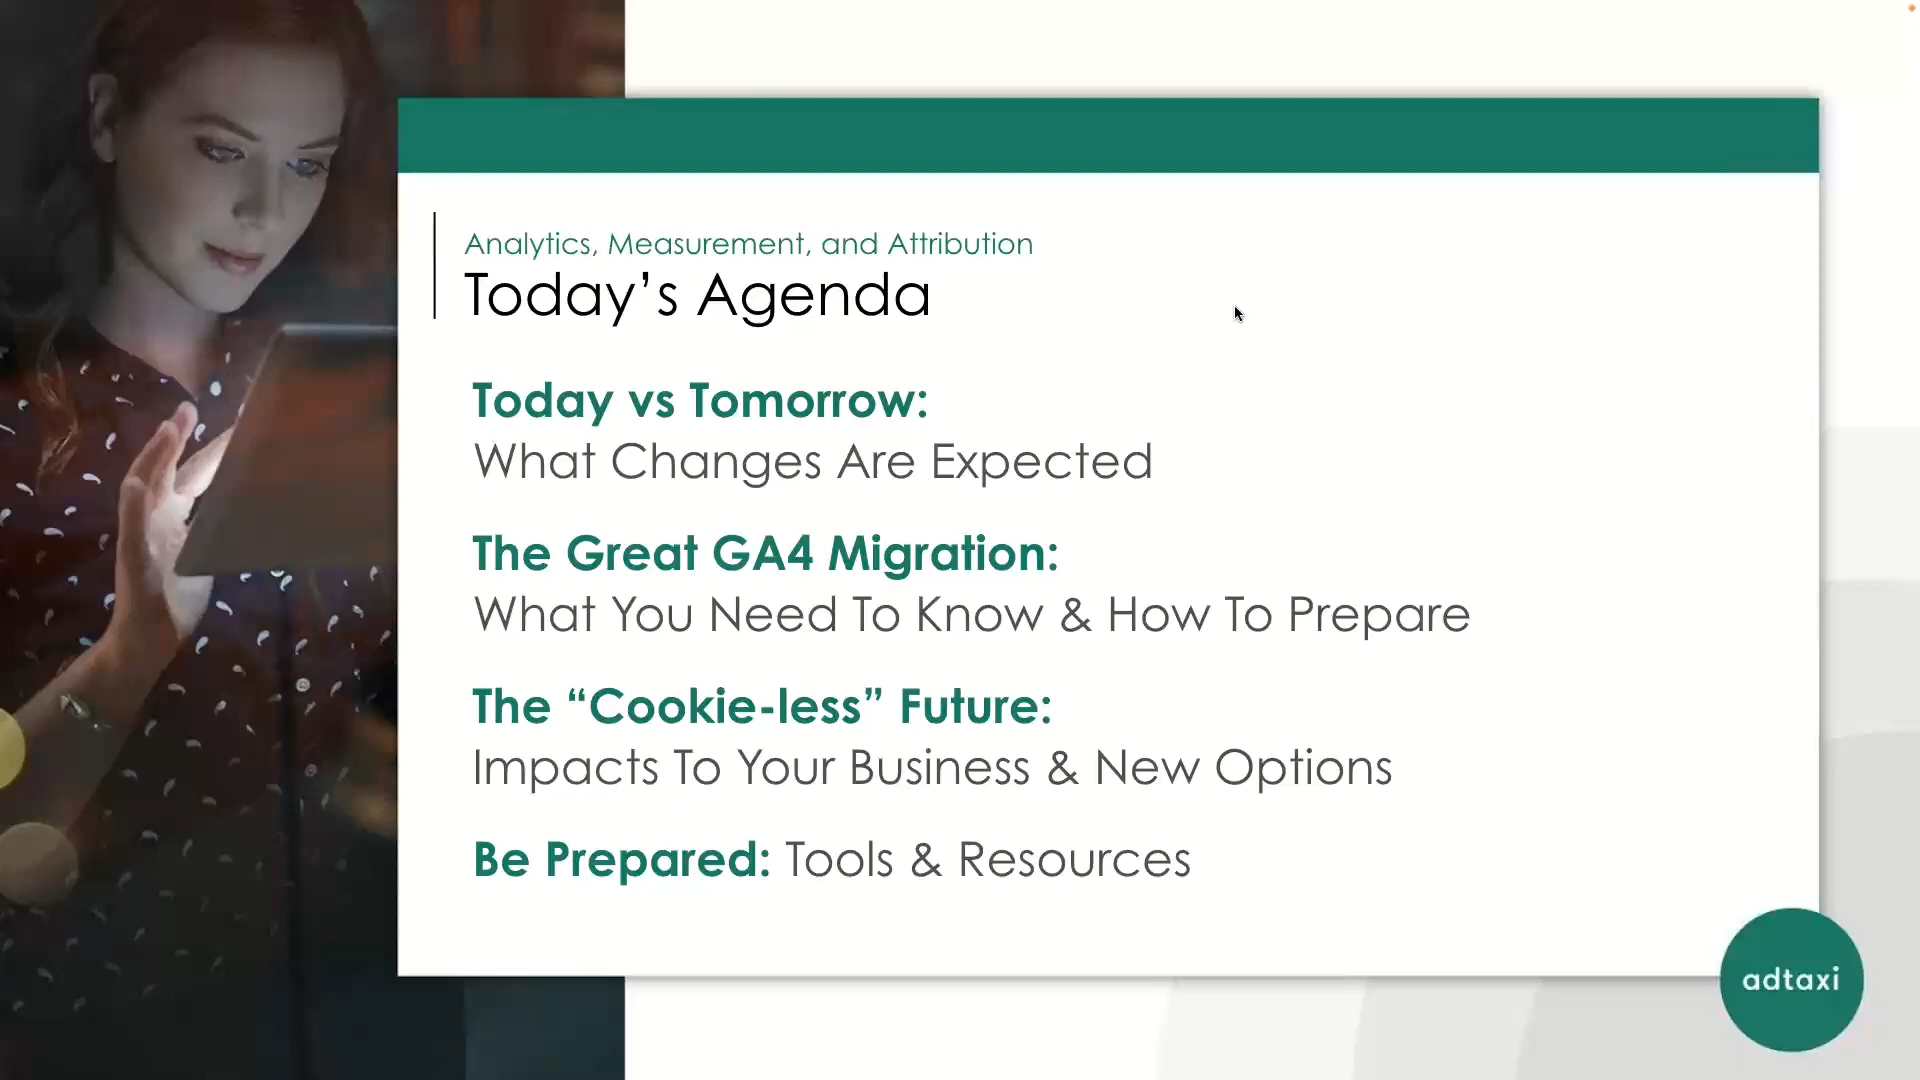 Analytics, Measurement, and Attribution
Today’s Agenda
Today vs Tomorrow:
What Changes Are Expected
The Great GA4 Migration:
What You Need To Know & How To Prepare
The “Cookie-less” Future:
Impacts To Your Business & New Options
Be Prepared: Tools & Resources
adtaxi